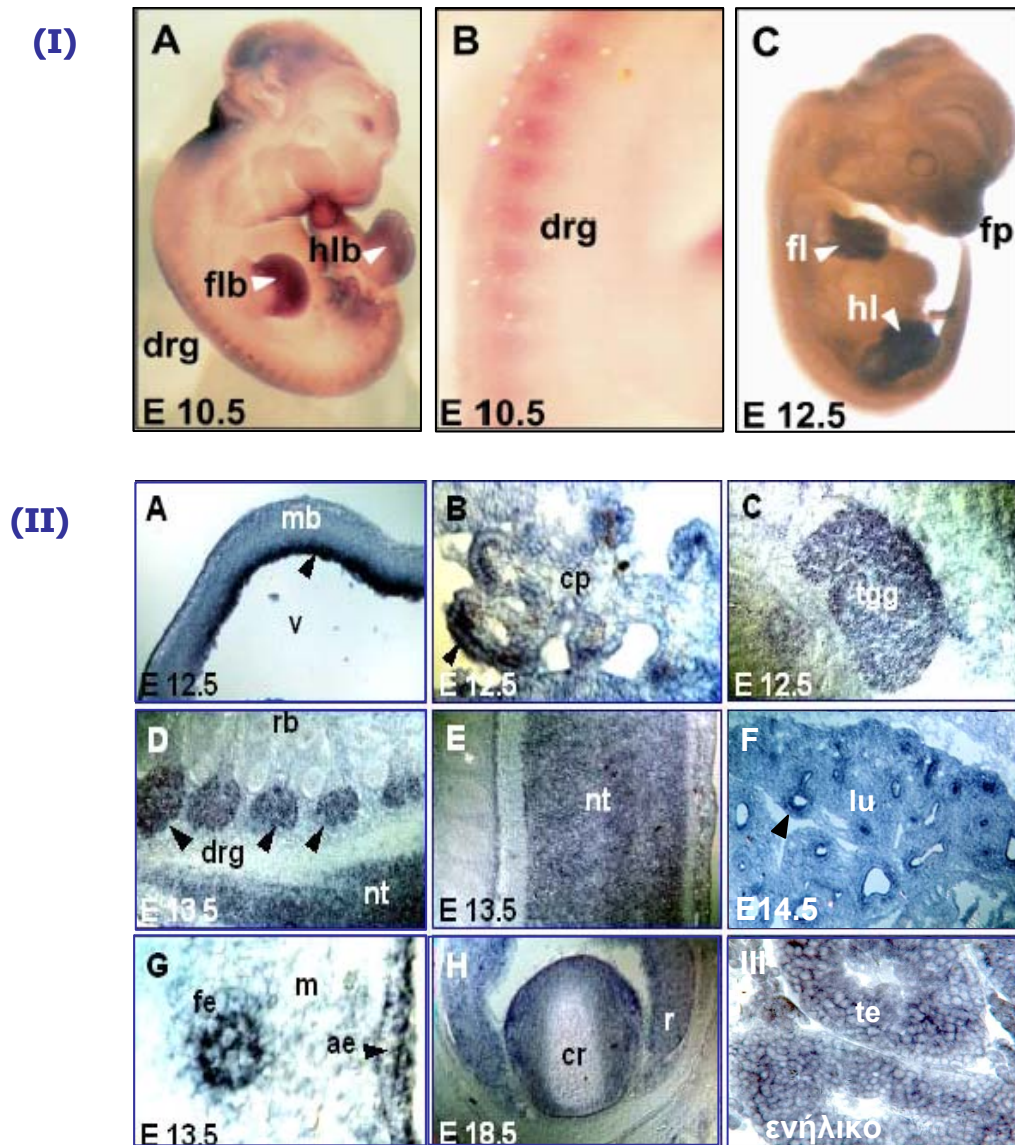 (I)
A
hlb
flb
drg
E 10.5
B
drg
E 10.5
C
fp
fl
hl
E 12.5
(II)
A
mb
v
E 12.5
B
cp
E 12.5
C
tgg
E 12.5
D
rb
drg
nt
E 13.5
E
nt
E 13.5
F
lu
E14.5
G
m
fe
ae
E 13.5
H
r
cr
E 18.5
III
te
ενήλικο